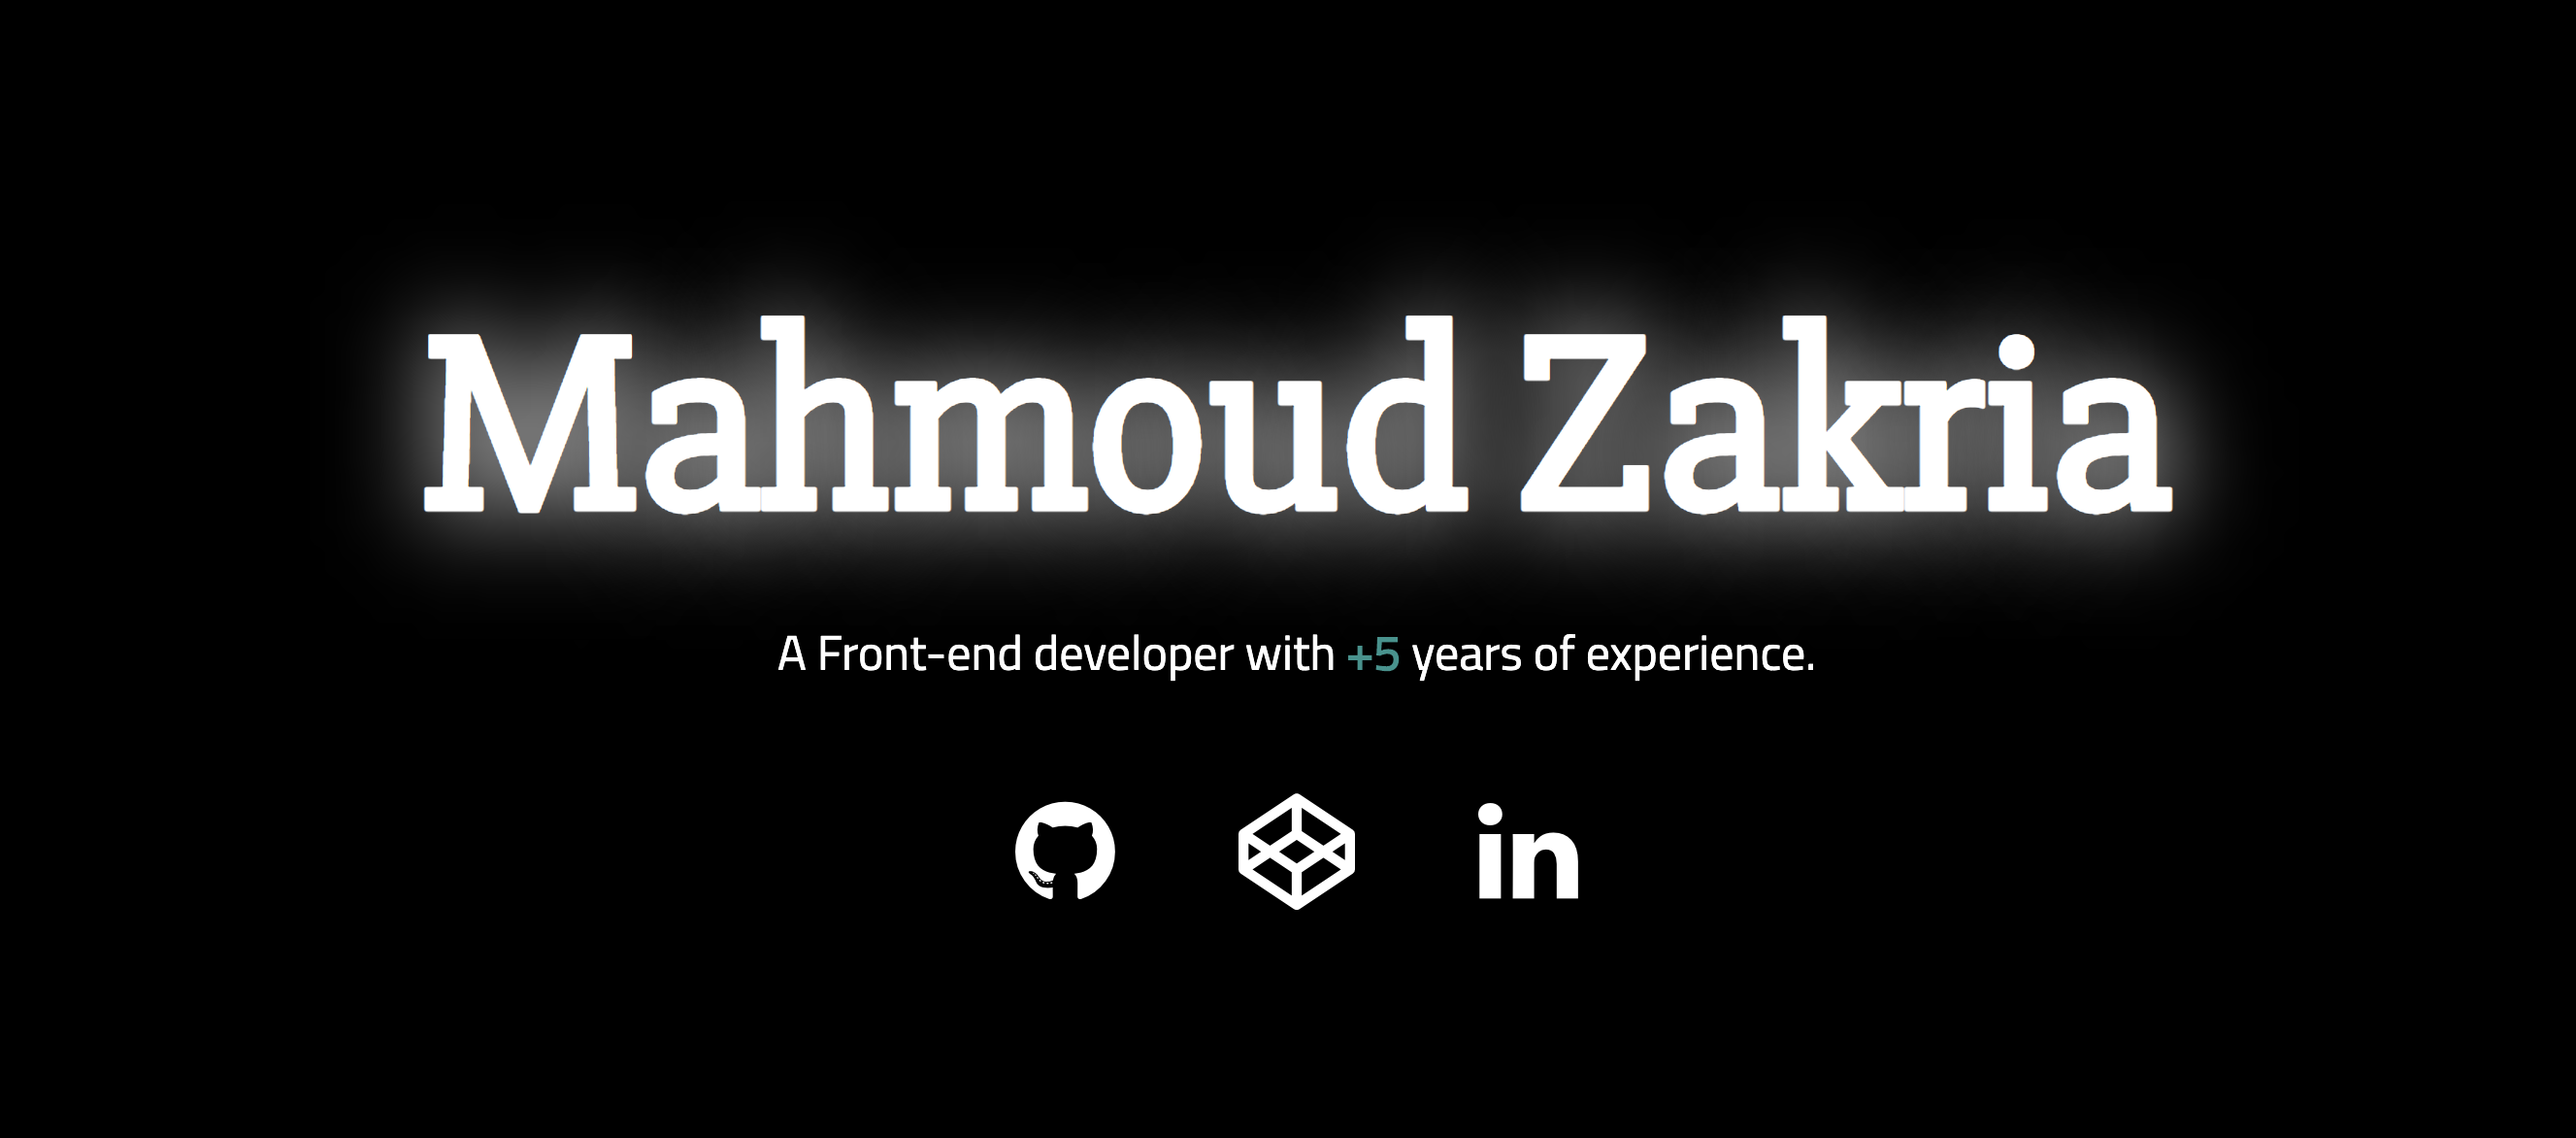 Mahmoud Zakria
A Front-end developer with +5 years of experience.
in